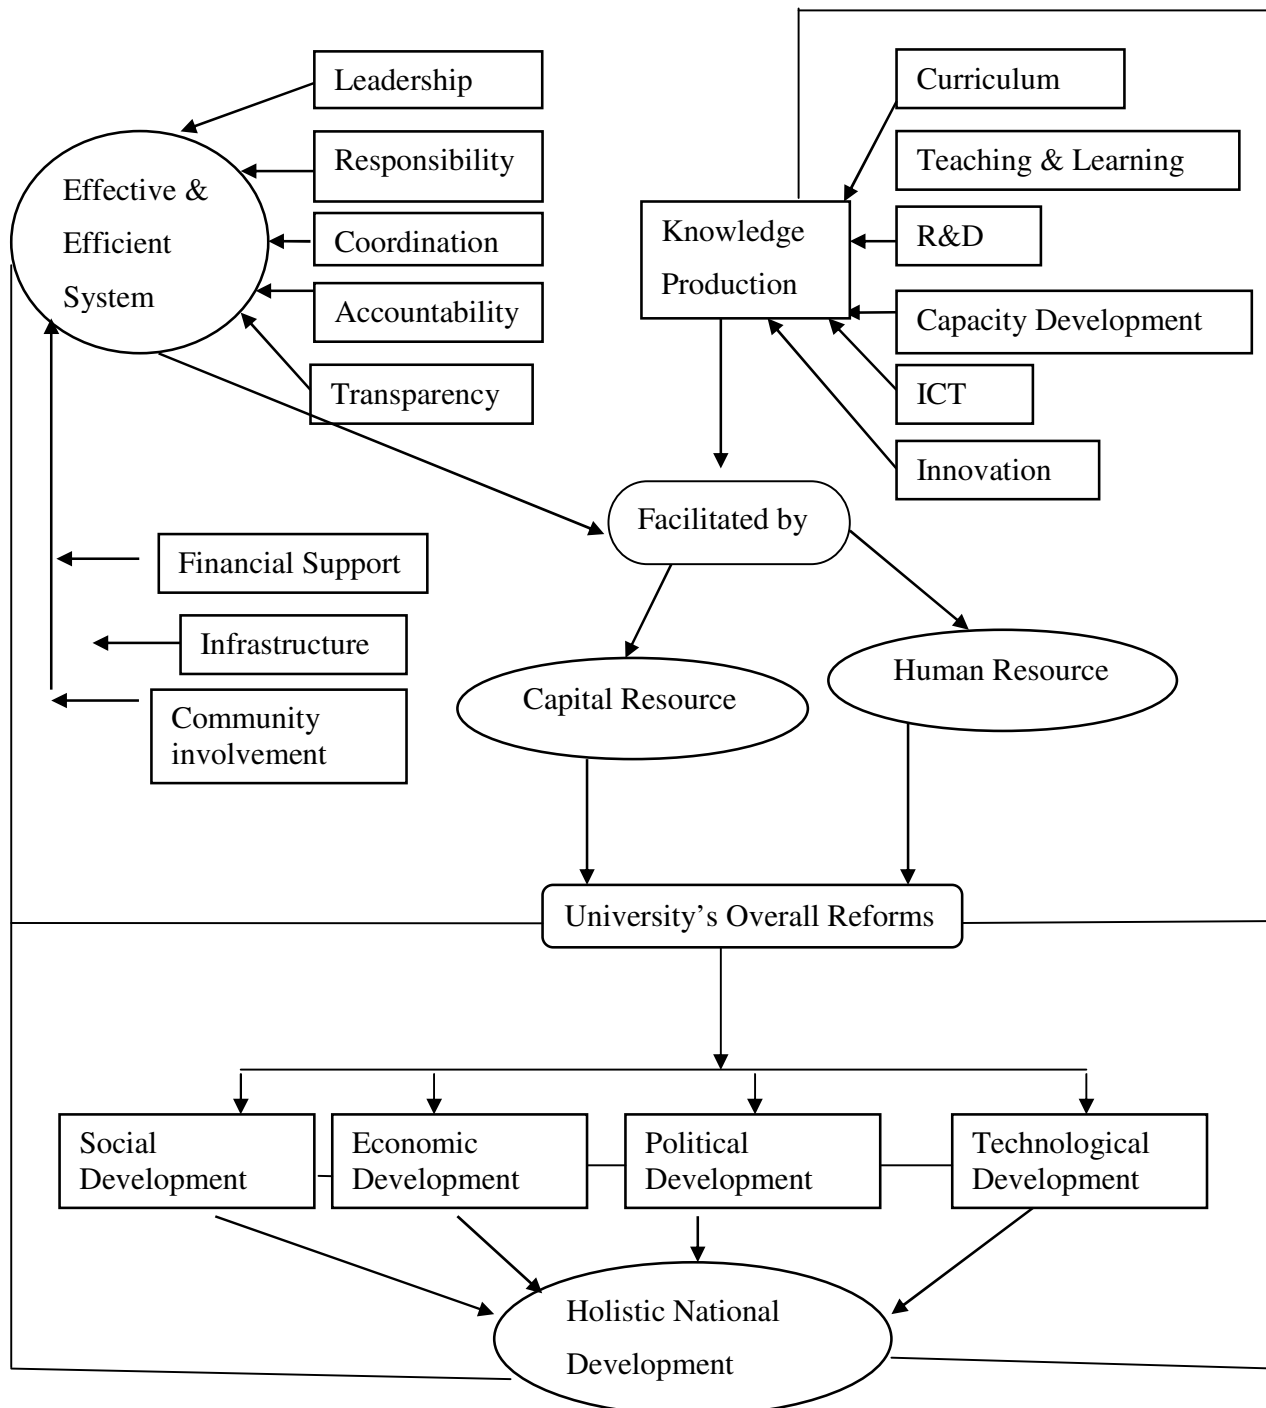 Leadership
Responsibility
Coordination
Accountability
Transparency
Effective &
Efficient
System
Curriculum
Teaching & Learning
R&D
Capacity Development
ICT
Innovation
Knowledge
Production
Facilitated by
Financial Support
Infrastructure
Community
involvement
Capital Resource
Human Resource
University’s Overall Reforms
Social
Development
Economic
Development
Political
Development
Technological
Development
Holistic National
Development